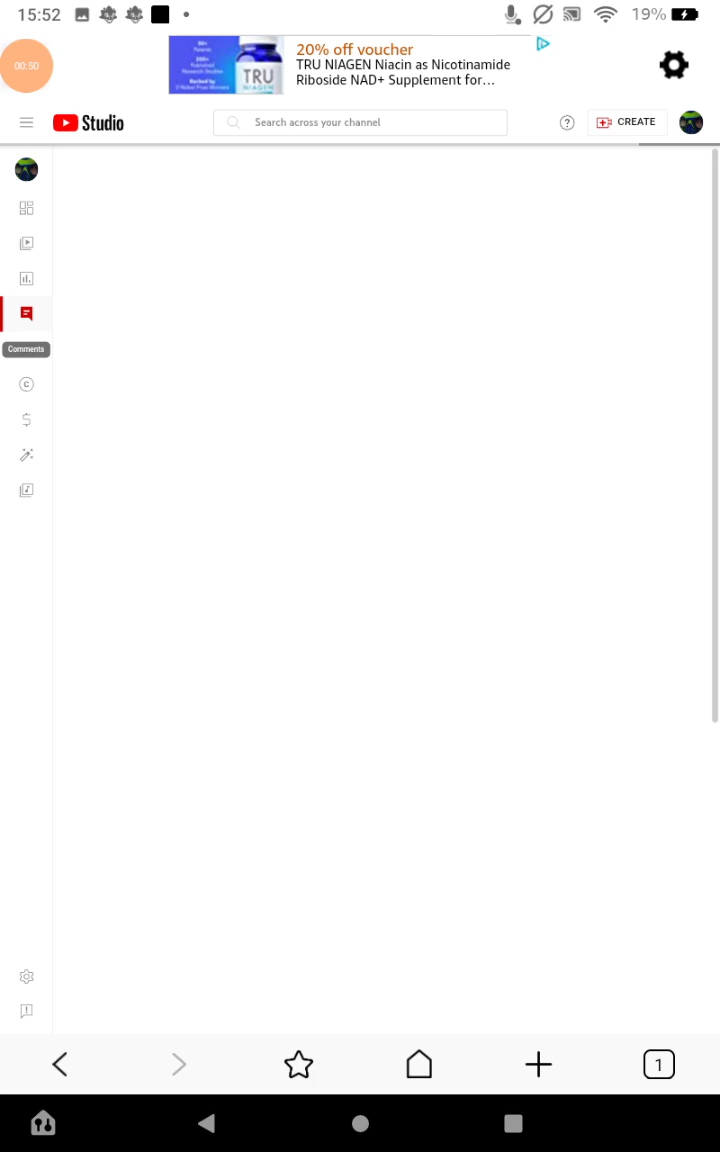 15:52
19%
00:50
20% off voucher
TRU NIAGEN Niacin as Nicotinamide
Riboside NAD+ Supplement for...
TRU
NIAGEN
Studio
Search across your channel
CREATE
Comments
1